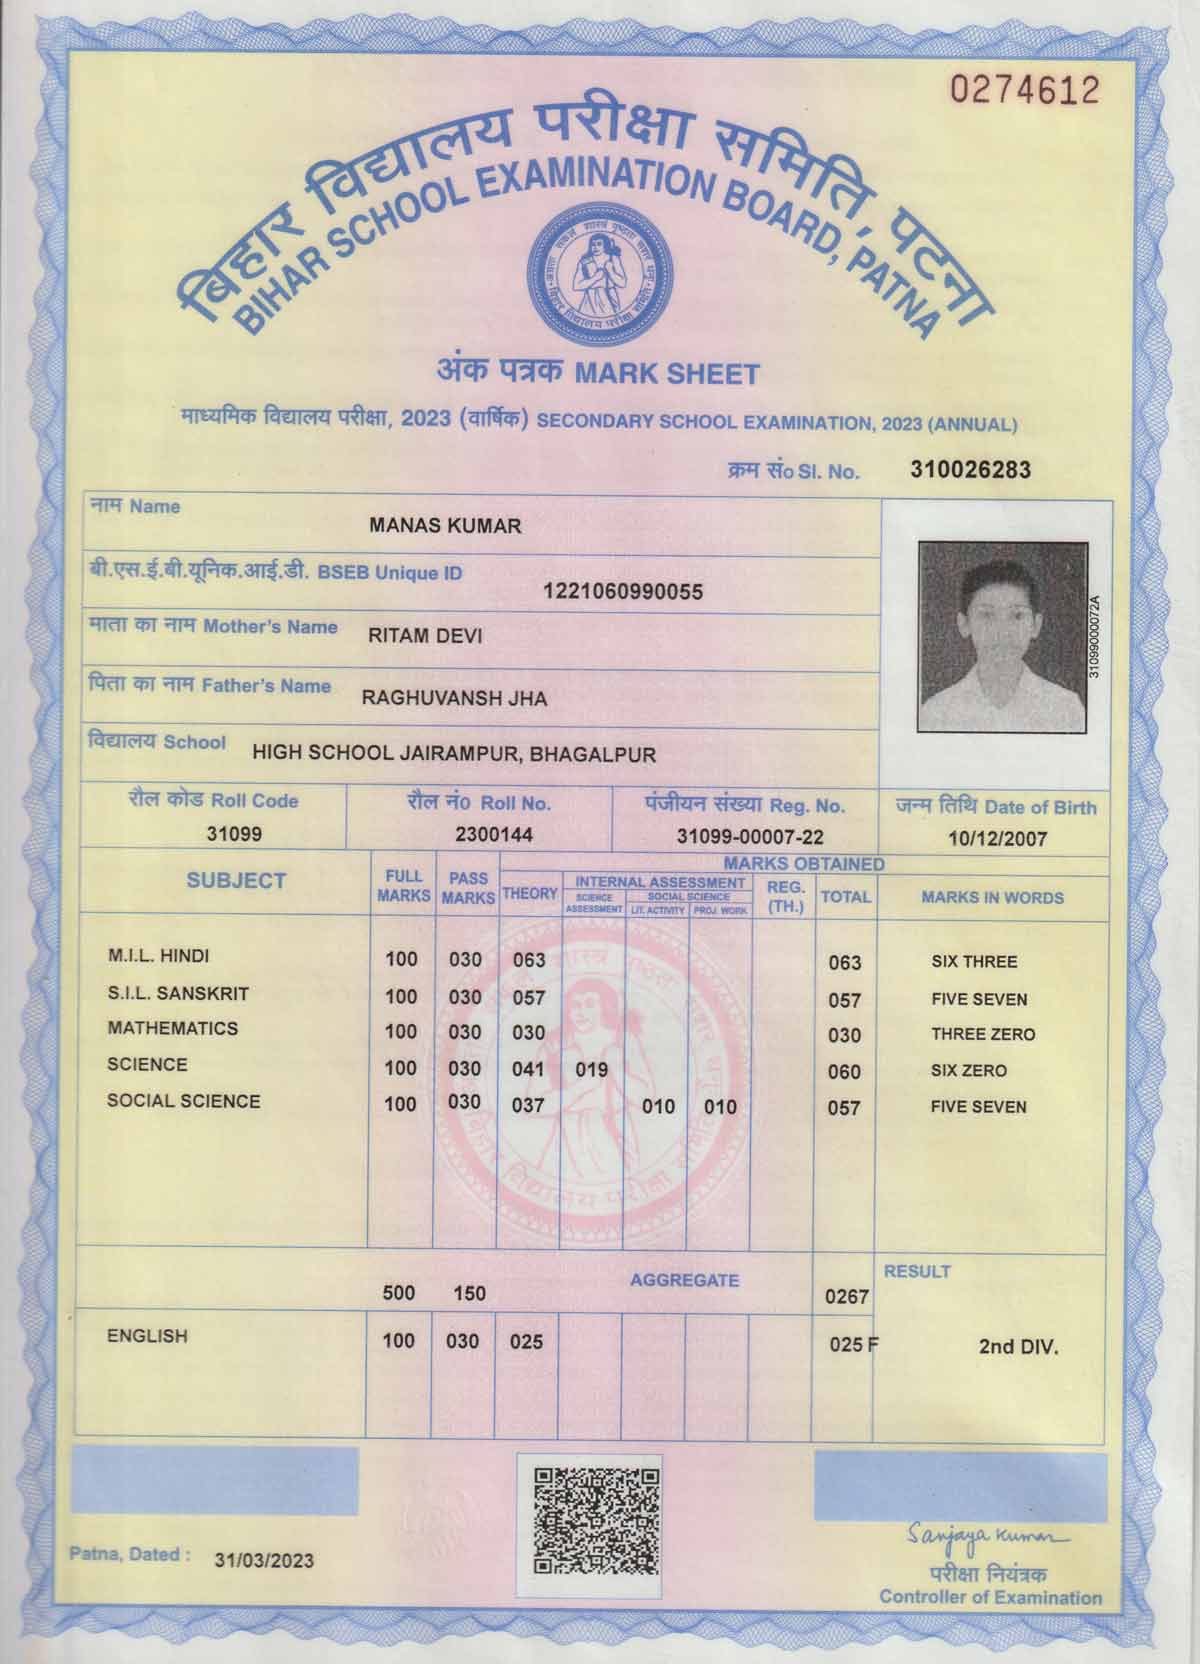 0274612
बिहार विद्यालय परीक्षा समिति, पटना
BIHAR SCHOOL EXAMINATION BOARD, PATNA
अंक पत्रक MARK SHEET
माध्यमिक विद्यालय परीक्षा, 2023 (वार्षिक) SECONDARY SCHOOL EXAMINATION, 2023 (ANNUAL)
क्रम सं० Sl. No. 310026283
नाम Name MANAS KUMAR
बी.एस.ई.बी.यूनिक.आई.डी. BSEB Unique ID 1221060990055
माता का नाम Mother's Name RITAM DEVI
पिता का नाम Father's Name RAGHUVANSH JHA
विद्यालय School HIGH SCHOOL JAIRAMPUR, BHAGALPUR
31099000072A
रौल कोड Roll Code रौल नं० Roll No. पंजीयन संख्या Reg. No. जन्म तिथि Date of Birth
31099 2300144 31099-00007-22 10/12/2007
MARKS OBTAINED
SUBJECT FULL MARKS PASS MARKS THEORY INTERNAL ASSESSMENT REG. (TH.) TOTAL MARKS IN WORDS
SCIENCE ASSESSMENT SOCIAL SCIENCE
LIT. ACTIVITY PROJ. WORK
M.I.L. HINDI 100 030 063 063 SIX THREE
S.I.L. SANSKRIT 100 030 057 057 FIVE SEVEN
MATHEMATICS 100 030 030 030 THREE ZERO
SCIENCE 100 030 041 019 060 SIX ZERO
SOCIAL SCIENCE 100 030 037 010 010 057 FIVE SEVEN
500 150 AGGREGATE 0267 RESULT
ENGLISH 100 030 025 025 F 2nd DIV.
Patna, Dated : 31/03/2023
Sanjaya Kumar
परीक्षा नियंत्रक
Controller of Examination